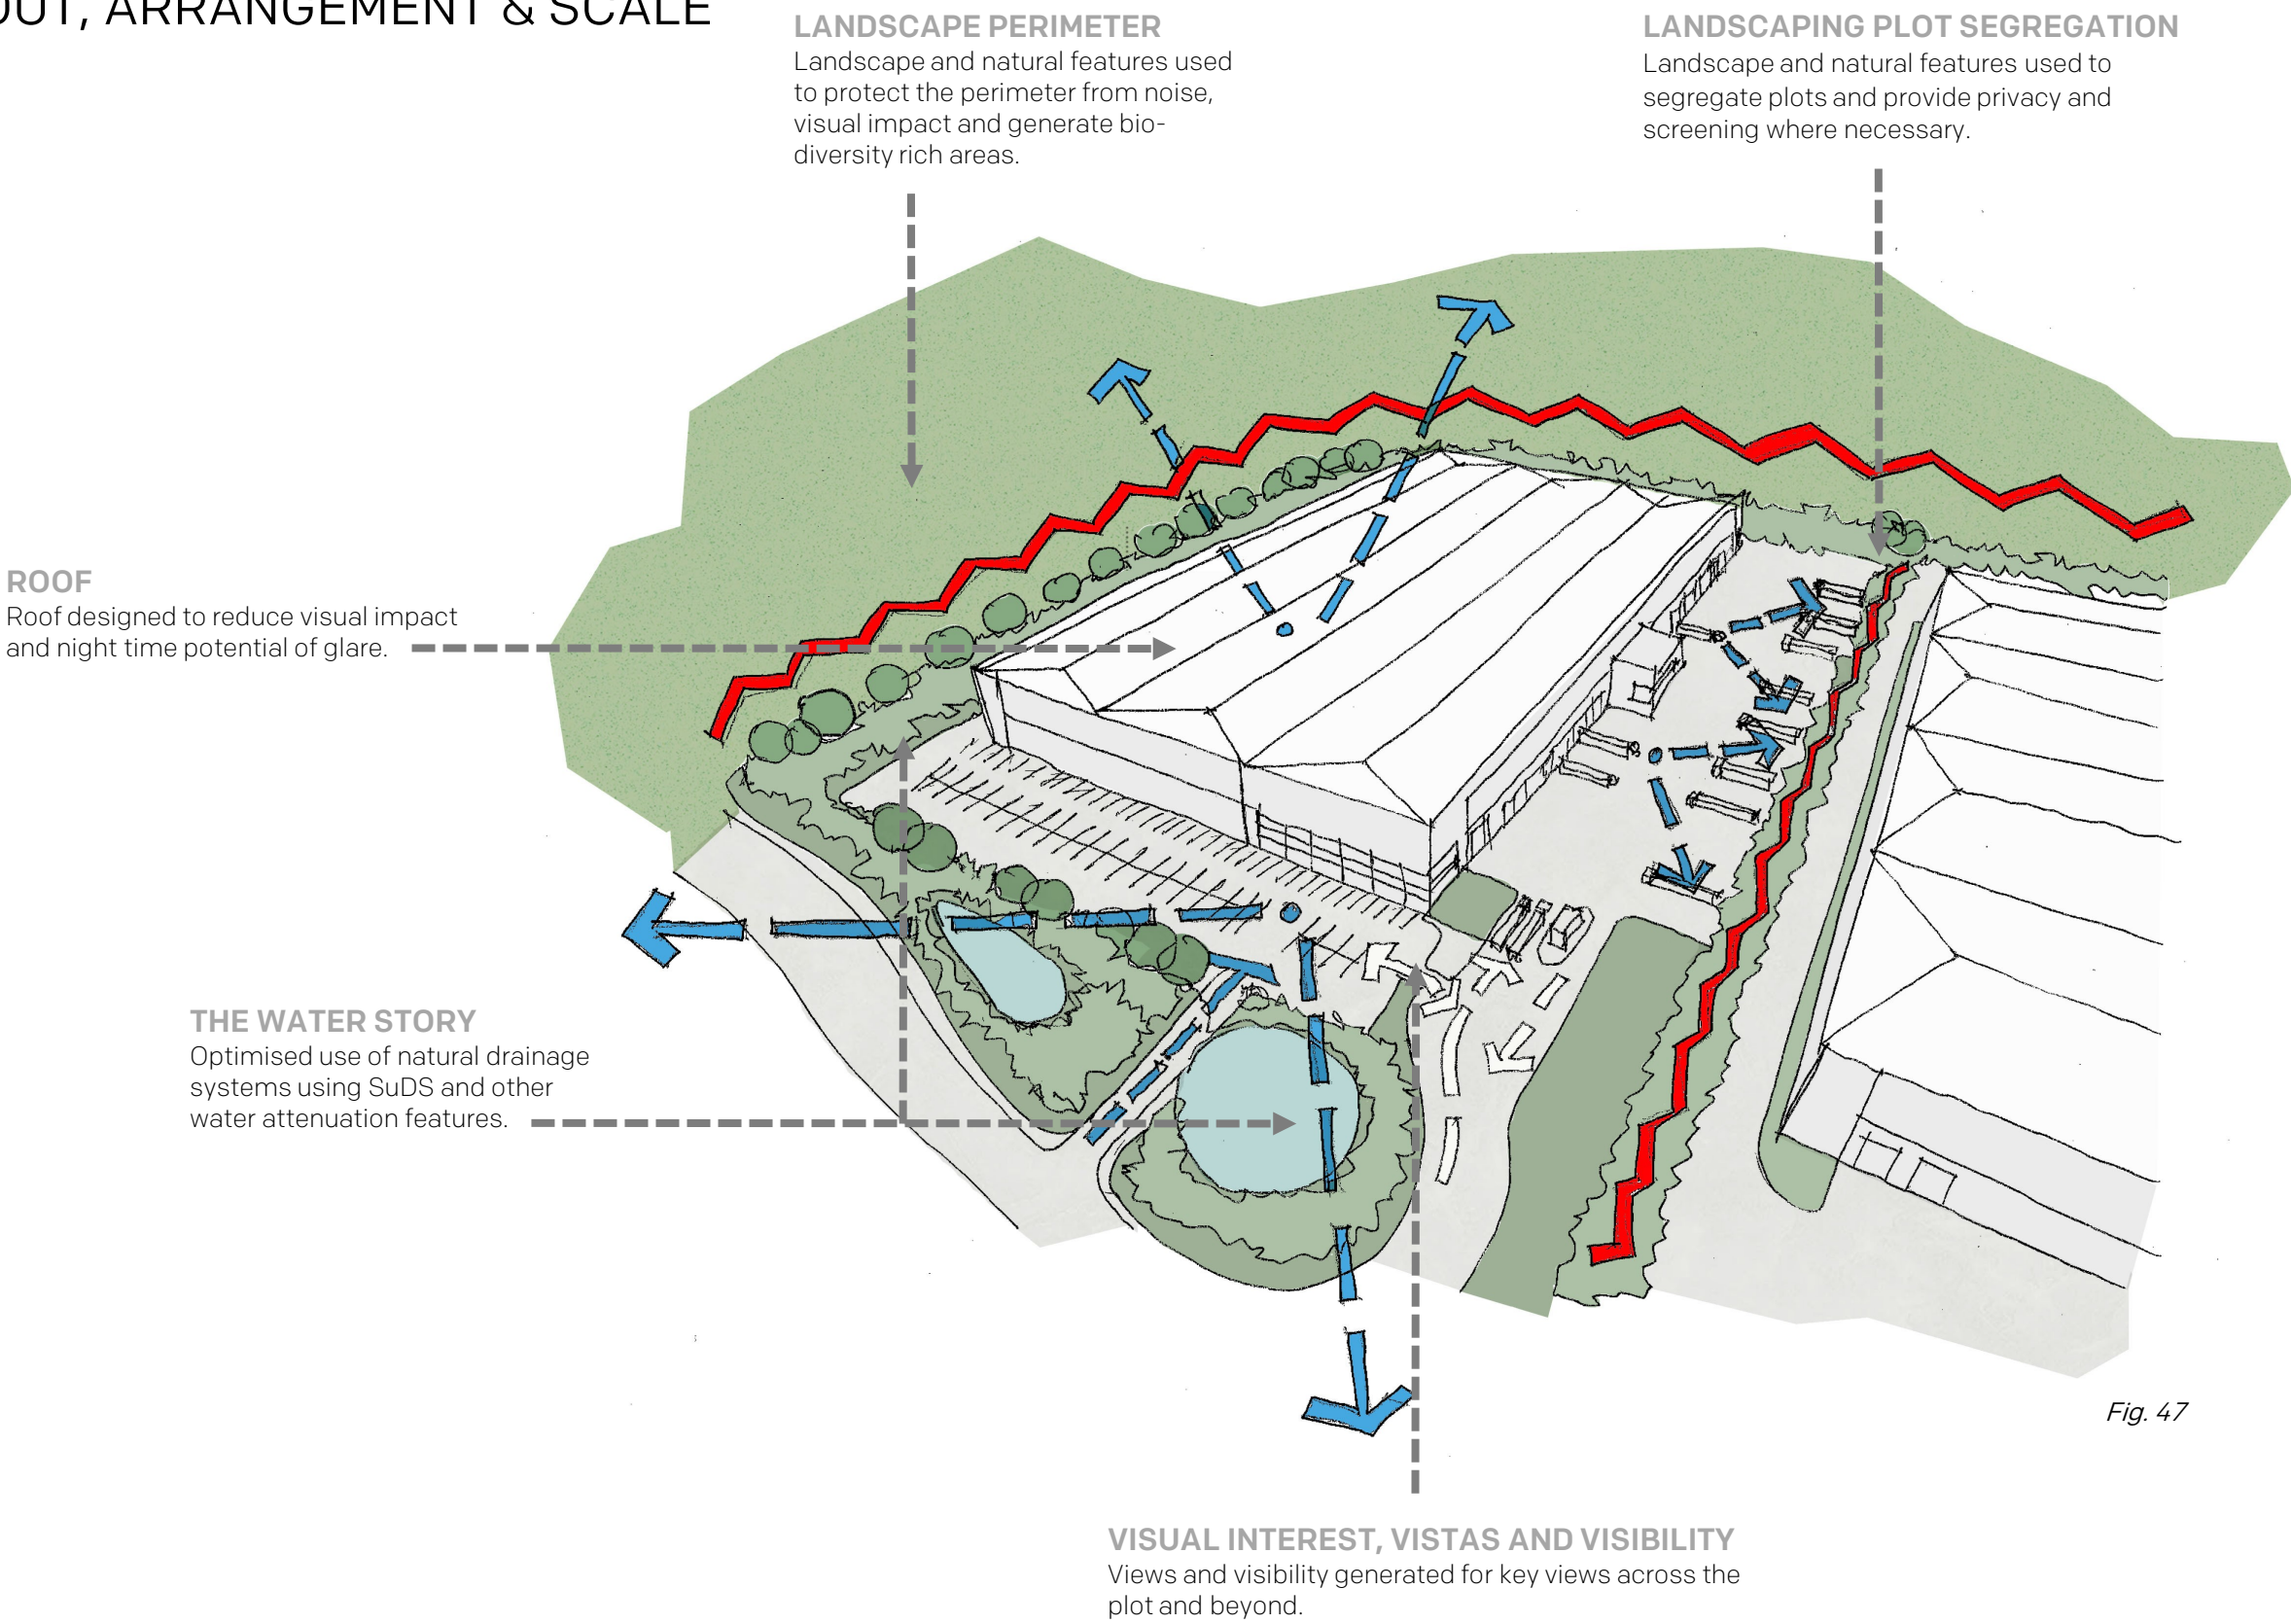 OUT, ARRANGEMENT & SCALE
LANDSCAPE PERIMETER
Landscape and natural features used
to protect the perimeter from noise,
visual impact and generate bio-
diversity rich areas.
LANDSCAPING PLOT SEGREGATION
Landscape and natural features used to
segregate plots and provide privacy and
screening where necessary.
ROOF
Roof designed to reduce visual impact
and night time potential of glare.
THE WATER STORY
Optimised use of natural drainage
systems using SuDS and other
water attenuation features.
Fig. 47
VISUAL INTEREST, VISTAS AND VISIBILITY
Views and visibility generated for key views across the
plot and beyond.